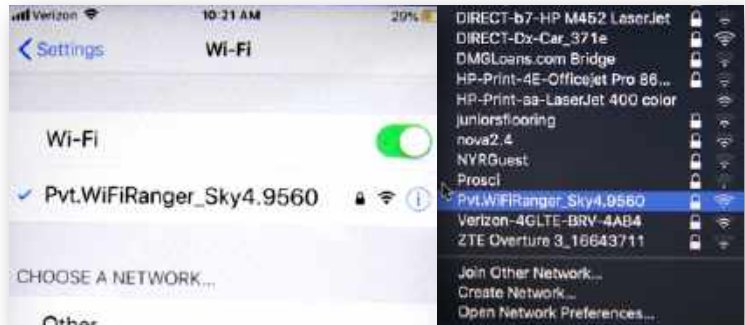 Verizon 10:21 AM 29%
Settings Wi-Fi
Wi-Fi
Pvt.WiFiRanger_Sky4.9560
CHOOSE A NETWORK...
Other
DIRECT-b7-HP M452 LaserJet
DIRECT-Dx-Car_371e
DMGLoans.com Bridge
HP-Print-4E-Officejet Pro 86...
HP-Print-aa-LaserJet 400 color
juniorsflooring
nova2.4
NYRGuest
Prosci
Pvt.WiFiRanger_Sky4.9560
Verizon-4GLTE-BRV-4AB4
ZTE Overture 3_16643711
Join Other Network...
Create Network...
Open Network Preferences...